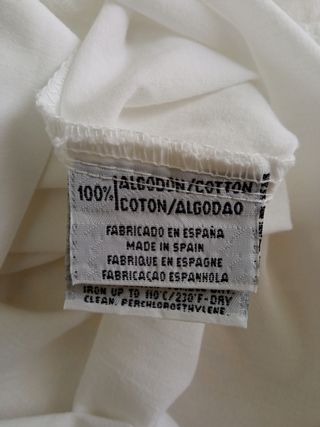 100% ALGODON/COTTON
COTON/ALGODAO
FABRICADO EN ESPAÑA
MADE IN SPAIN
FABRIQUE EN ESPAGNE
FABRICAÇAO ESPANHOLA
IRON UP TO 110°C/230°F-DRY
CLEAN. PERCHLOROETHYLENE.